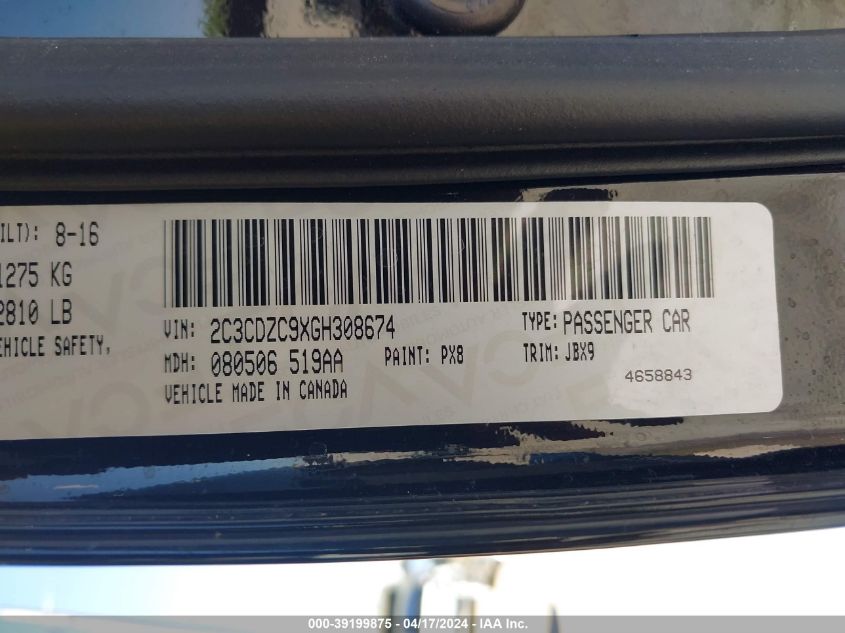 ILT): 8-16
1275 KG
2810 LB
EHICLE SAFETY,
VIN: 2C3CDZC9XGH308674
TYPE: PASSENGER CAR
MDH: 080506 519AA
PAINT: PX8
TRIM: JBX9
VEHICLE MADE IN CANADA
4658843
000-39199875 - 04/17/2024 - IAA Inc.